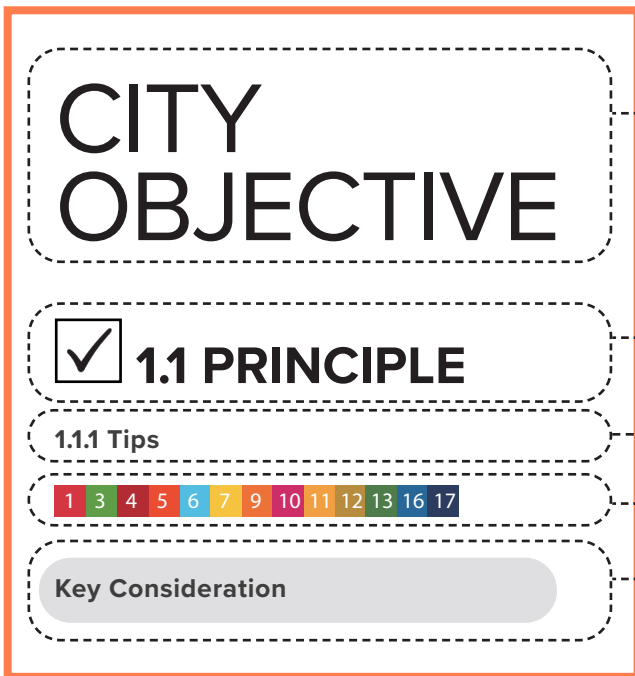 CITY
OBJECTIVE
1.1 PRINCIPLE
1.1.1 Tips
1 3 4 5 6 7 9 10 11 12 13 16 17
Key Consideration